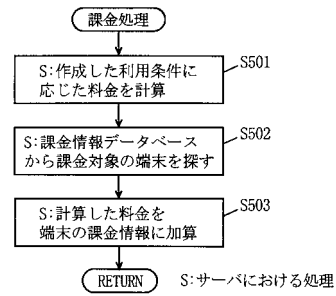 課金処理
S:作成した利用条件に
応じた料金を計算
S501
S:課金情報データベース
から課金対象の端末を探す
S502
S:計算した料金を
端末の課金情報に加算
S503
RETURN
S:サーバにおける処理